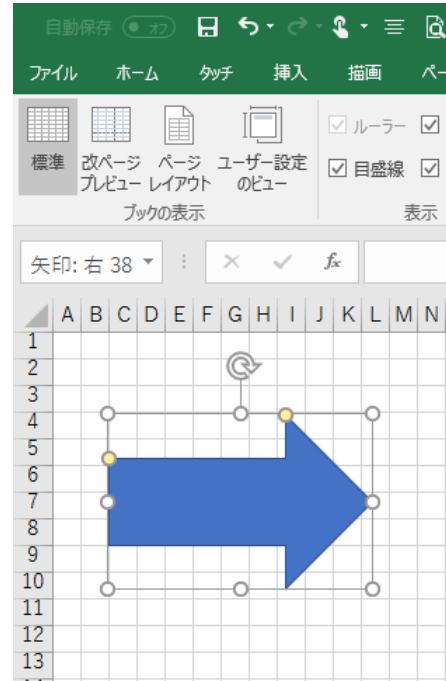 自動保存 オフ
ファイル ホーム タッチ 挿入 描画 ペー
標準 改ページ プレビュー ページ レイアウト ユーザー設定 のビュー ルーラー 目盛線
ブックの表示 表示
矢印: 右 38 fx
A B C D E F G H I J K L M N
1
2
3
4
5
6
7
8
9
10
11
12
13